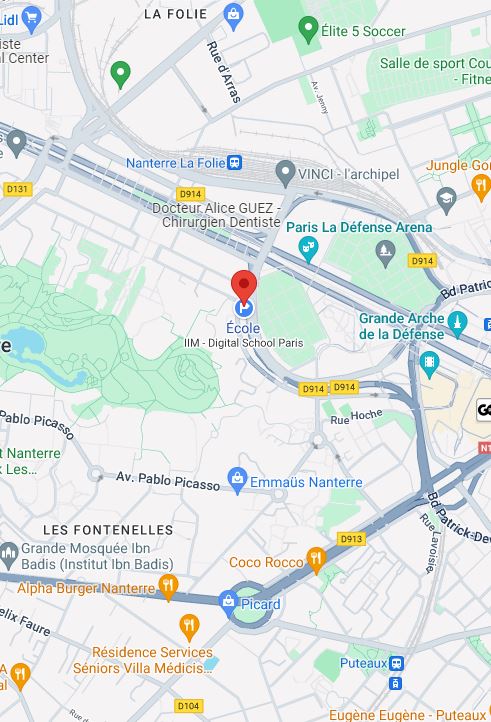 LA FOLIE
Lidl
Élite 5 Soccer
iste
al Center
Rue d'Arras
Av. Jenny
Salle de sport Cou
- Fitne
Nanterre La Folie
VINCI - l'archipel
Jungle Gor
D131
D914
Docteur Alice GUEZ -
Chirurgien Dentiste
Paris La Défense Arena
D914
Bd Patric
P
École
IIM - Digital School Paris
Grande Arche
de la Défense
re
D914
D914
Rue Hoche
Pablo Picasso
N1
t Nanterre
x Les...
Av. Pablo Picasso
Emmaüs Nanterre
Bd Patrick-Dev
Rue Lavoisier
LES FONTENELLES
D913
Grande Mosquée Ibn
Badis (Institut Ibn Badis)
Coco Rocco
Alpha Burger Nanterre
Picard
elix Faure
Résidence Services
Séniors Villa Médicis...
A
al
Puteaux
D104
Eugène Eugène - Puteaux